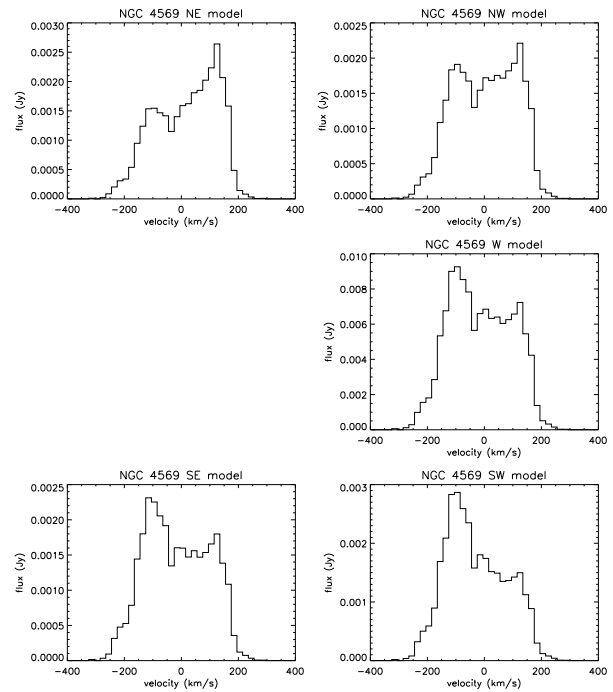 NGC 4569 NE model
0.0030
0.0025
0.0020
0.0015
0.0010
0.0005
0.0000
flux (Jy)
-400 -200 0 200 400
velocity (km/s)
NGC 4569 NW model
0.0025
0.0020
0.0015
0.0010
0.0005
0.0000
flux (Jy)
-400 -200 0 200 400
velocity (km/s)
NGC 4569 W model
0.010
0.008
0.006
0.004
0.002
0.000
flux (Jy)
-400 -200 0 200 400
velocity (km/s)
NGC 4569 SE model
0.0025
0.0020
0.0015
0.0010
0.0005
0.0000
flux (Jy)
-400 -200 0 200 400
velocity (km/s)
NGC 4569 SW model
0.003
0.002
0.001
0.000
flux (Jy)
-400 -200 0 200 400
velocity (km/s)